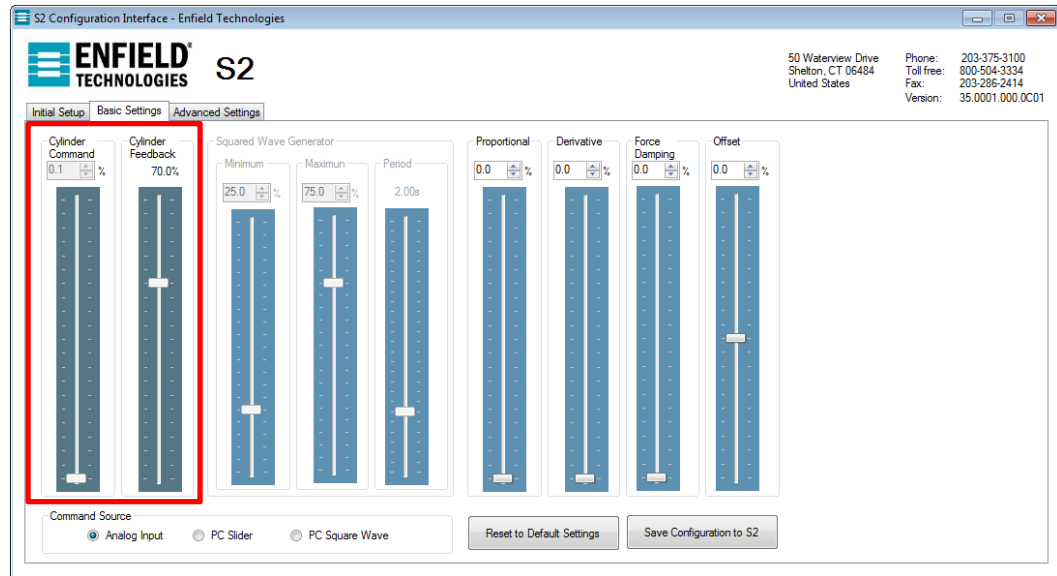 S2 Configuration Interface - Enfield Technologies
ENFIELD
TECHNOLOGIES
S2
50 Waterview Drive
Shelton, CT 06484
United States
Phone: 203-375-3100
Toll free: 800-504-3334
Fax: 203-286-2414
Version: 35.0001.000.0C01
Initial Setup
Basic Settings
Advanced Settings
Cylinder
Command
0.1 %
Cylinder
Feedback
70.0%
Squared Wave Generator
Minimum
25.0 %
Maximun
75.0 %
Period
2.00s
Proportional
0.0 %
Derivative
0.0 %
Force
Damping
0.0 %
Offset
0.0 %
Command Source
Analog Input
PC Slider
PC Square Wave
Reset to Default Settings
Save Configuration to S2